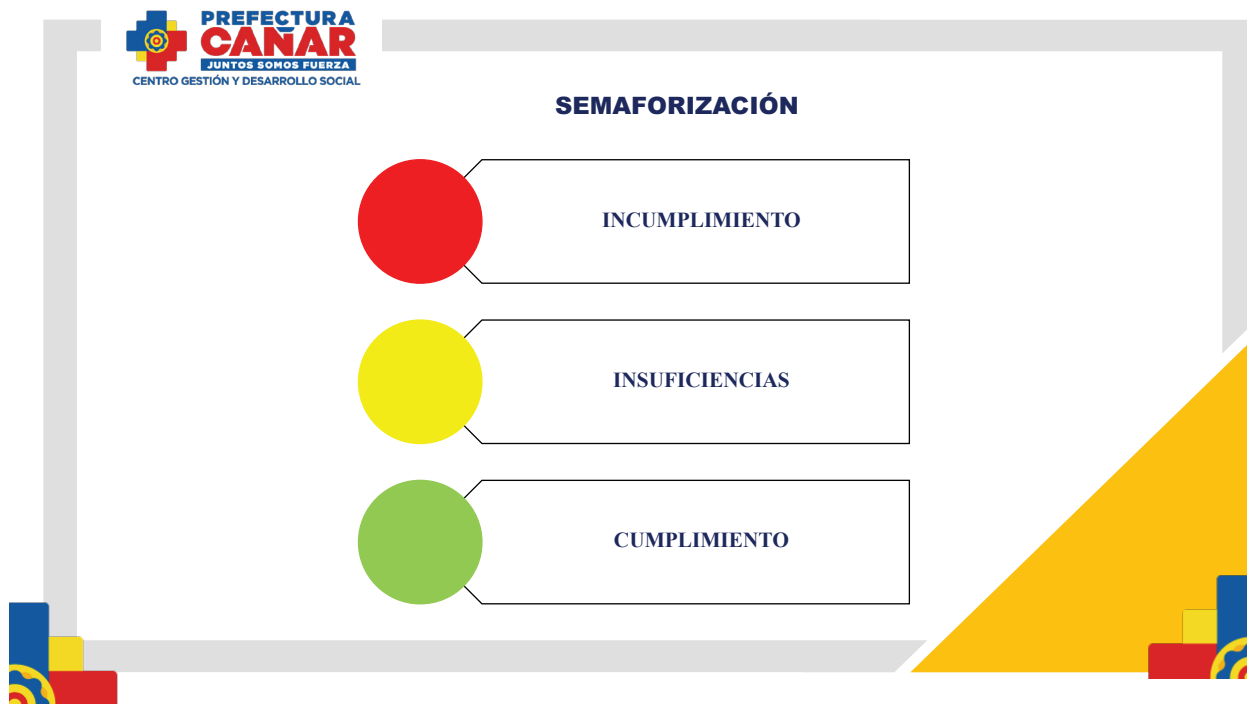 PREFECTURA
CAÑAR
JUNTOS SOMOS FUERZA
CENTRO GESTIÓN Y DESARROLLO SOCIAL
SEMAFORIZACIÓN
INCUMPLIMIENTO
INSUFICIENCIAS
CUMPLIMIENTO